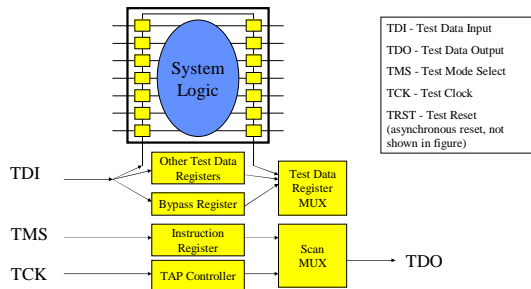 System
Logic
TDI - Test Data Input
TDO - Test Data Output
TMS - Test Mode Select
TCK - Test Clock
TRST - Test Reset
(asynchronous reset, not
shown in figure)
TDI
Other Test Data
Registers
Bypass Register
Test Data
Register
MUX
TMS
Instruction
Register
Scan
MUX
TDO
TCK
TAP Controller